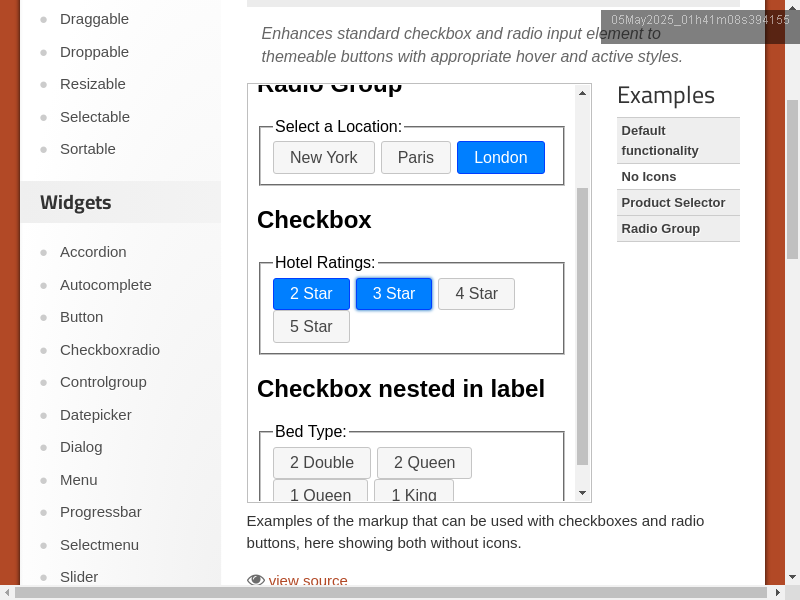 Draggable
Droppable
Resizable
Selectable
Sortable
Widgets
Accordion
Autocomplete
Button
Checkboxradio
Controlgroup
Datepicker
Dialog
Menu
Progressbar
Selectmenu
Slider
05May2025_01h41m08s394155
Enhances standard checkbox and radio input element to
themeable buttons with appropriate hover and active styles.
Radio Group
Select a Location:
New York Paris London
Checkbox
Hotel Ratings:
2 Star 3 Star 4 Star
5 Star
Checkbox nested in label
Bed Type:
2 Double 2 Queen
1 Queen 1 King
Examples of the markup that can be used with checkboxes and radio
buttons, here showing both without icons.
view source
Examples
Default
functionality
No Icons
Product Selector
Radio Group